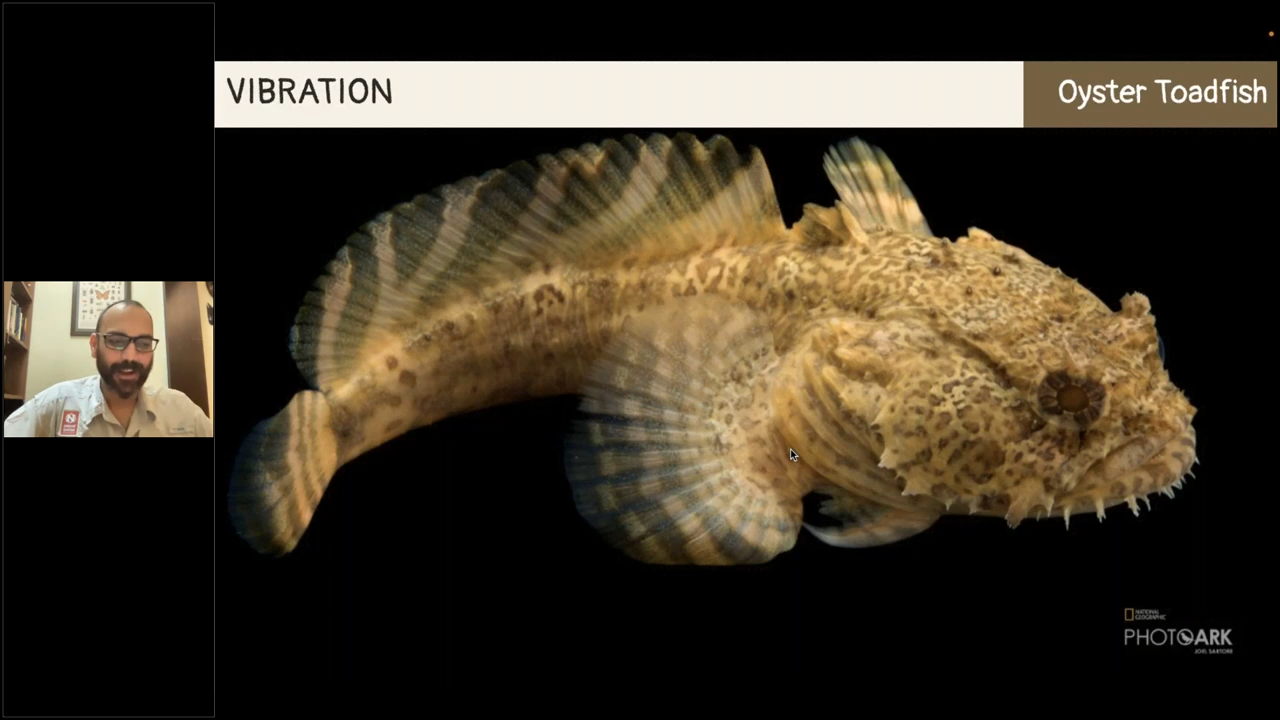 VIBRATION
Oyster Toadfish
NATIONAL
GEOGRAPHIC
PHOTO ARK
JOEL SARTORE